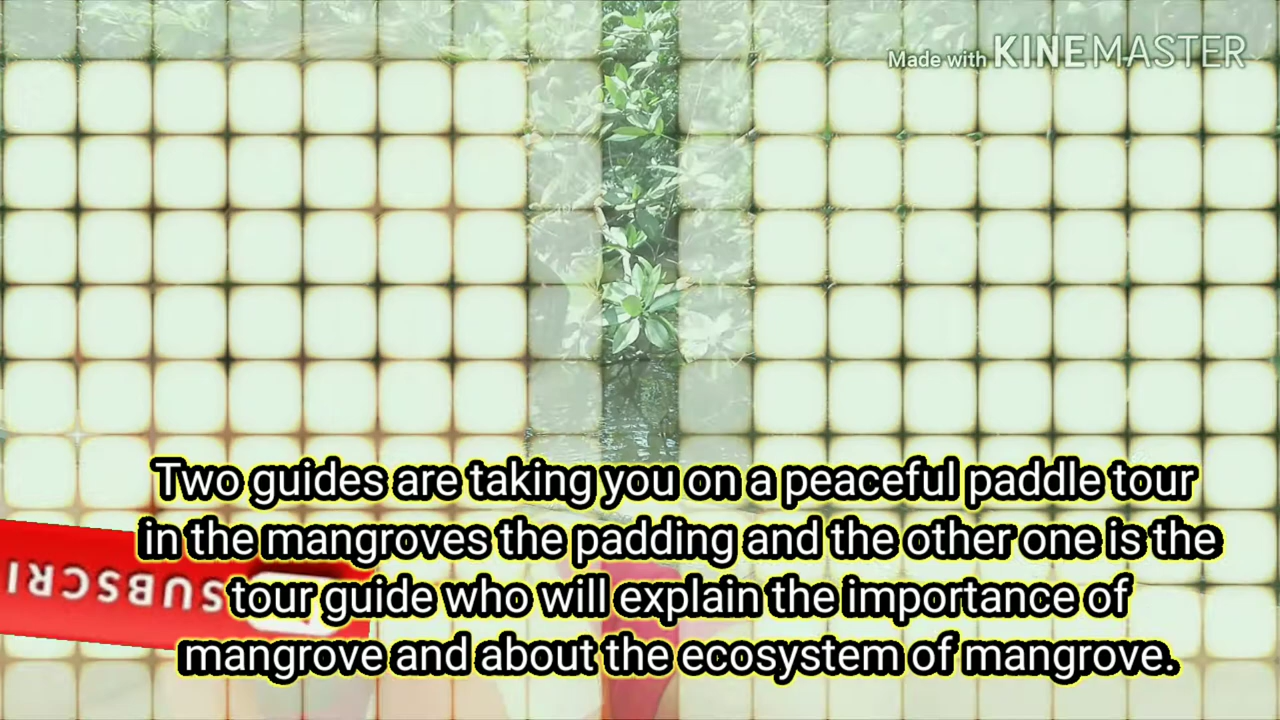 Made with KINEMASTER
Two guides are taking you on a peaceful paddle tour
in the mangroves the padding and the other one is the
tour guide who will explain the importance of
mangrove and about the ecosystem of mangrove.
SUBSCRI